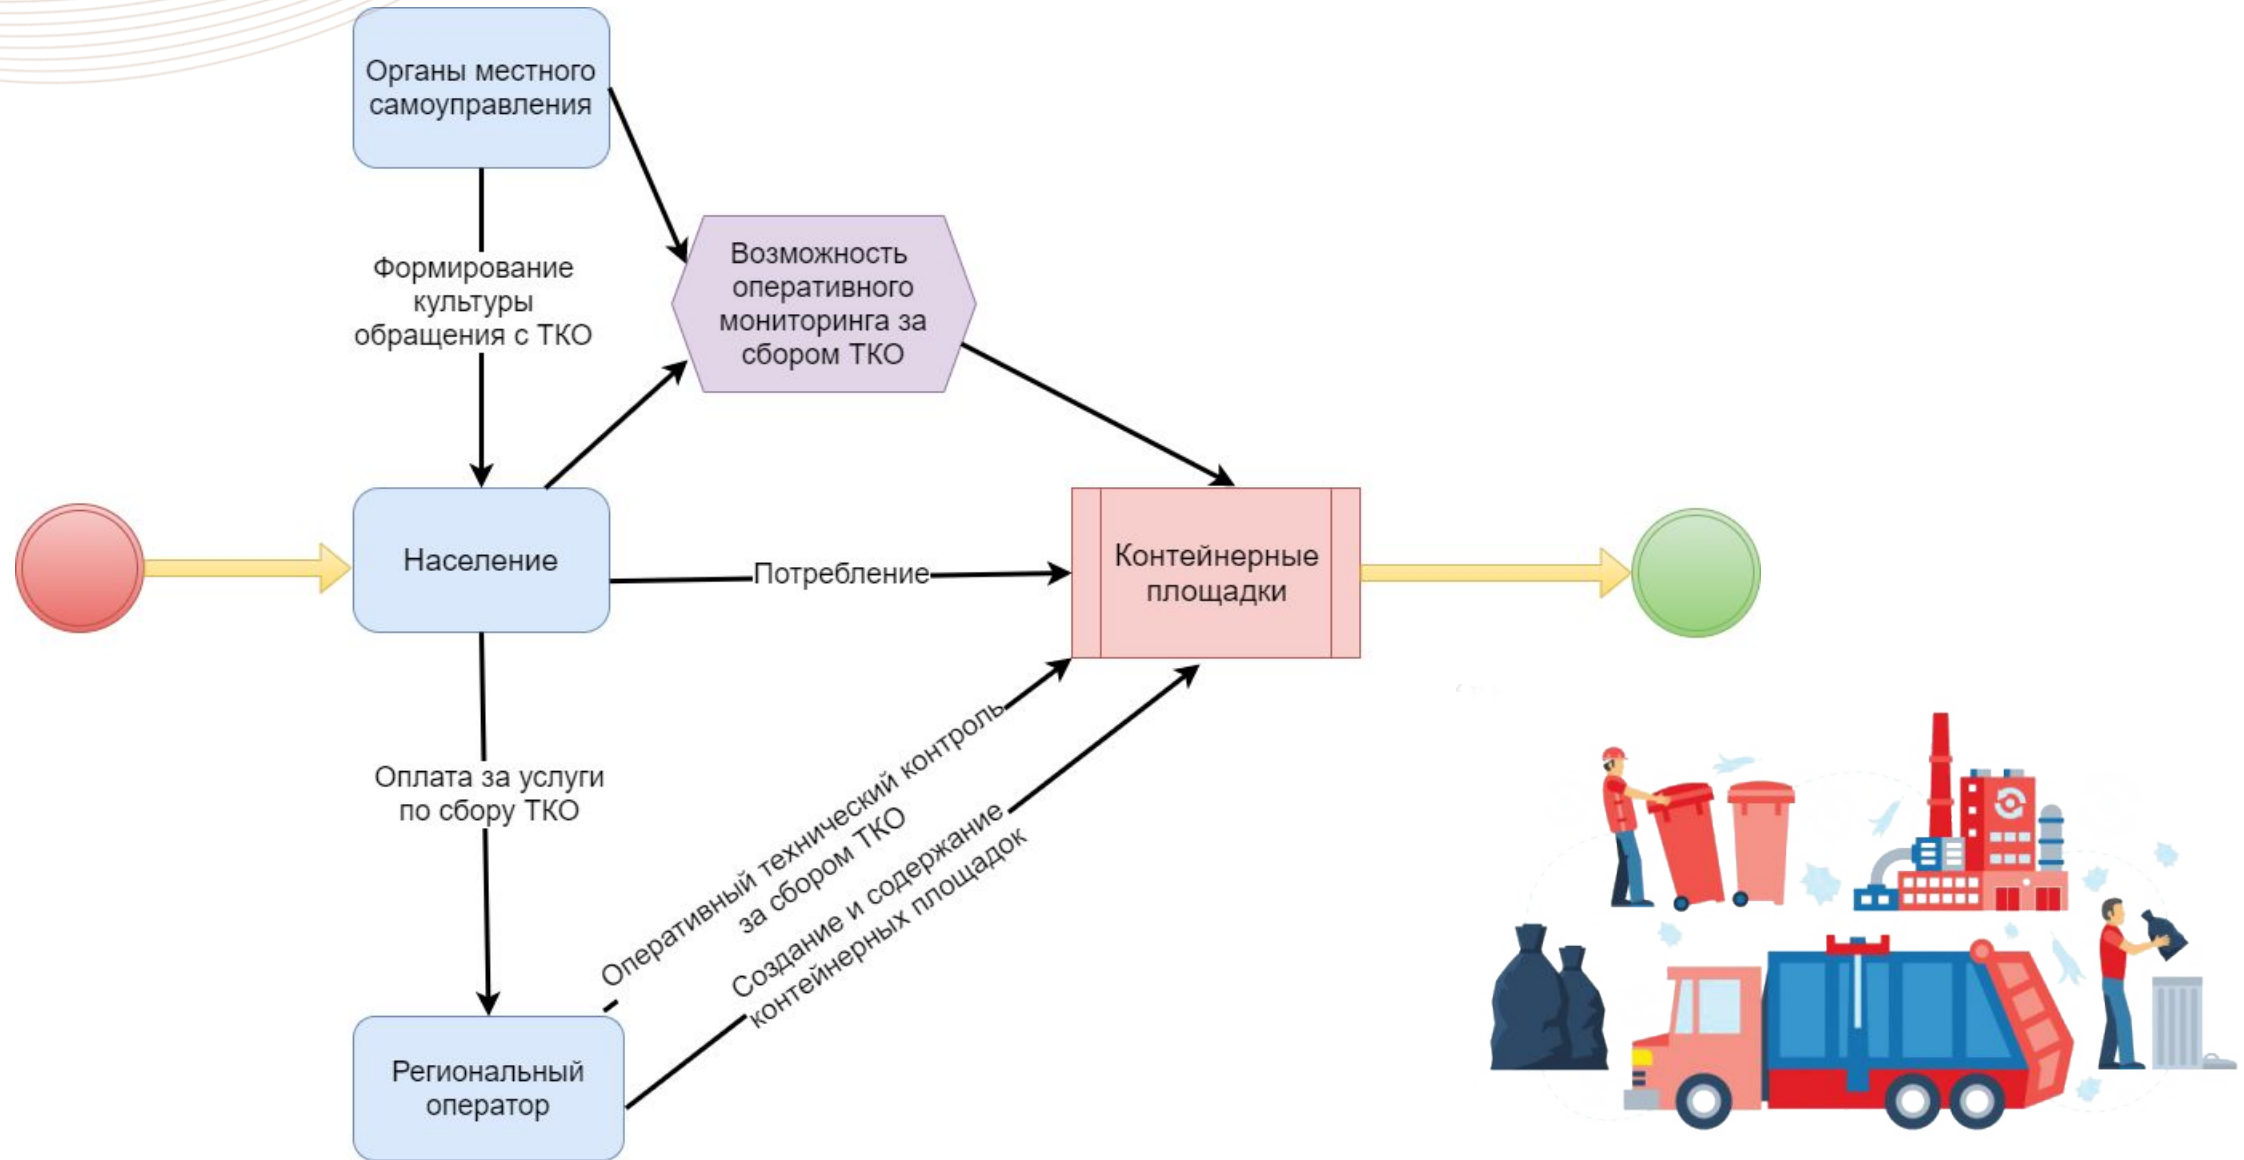 Органы местного
самоуправления
Формирование
культуры
обращения с ТКО
Возможность
оперативного
мониторинга за
сбором ТКО
Население
Потребление
Контейнерные
площадки
Оплата за услуги
по сбору ТКО
Оперативный технический контроль
за сбором ТКО
Создание и содержание
контейнерных площадок
Региональный
оператор